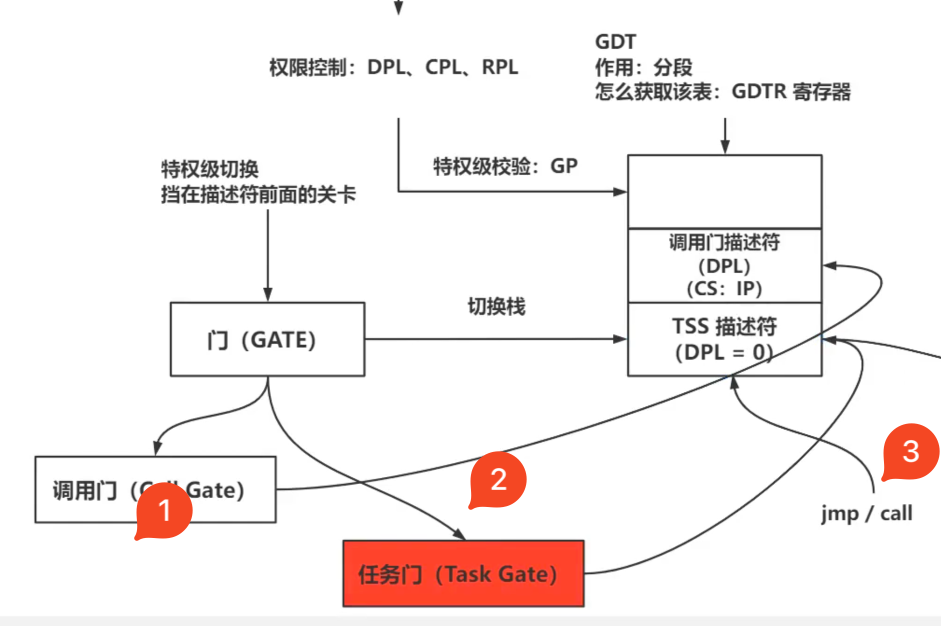 权限控制：DPL、CPL、RPL
GDT
作用：分段
怎么获取该表：GDTR 寄存器
特权级切换
挡在描述符前面的关卡
特权级校验：GP
调用门描述符
（DPL）
（CS：IP）
门（GATE）
切换栈
TSS 描述符
（DPL = 0）
调用门（Call Gate）
1
2
3
jmp / call
任务门（Task Gate）